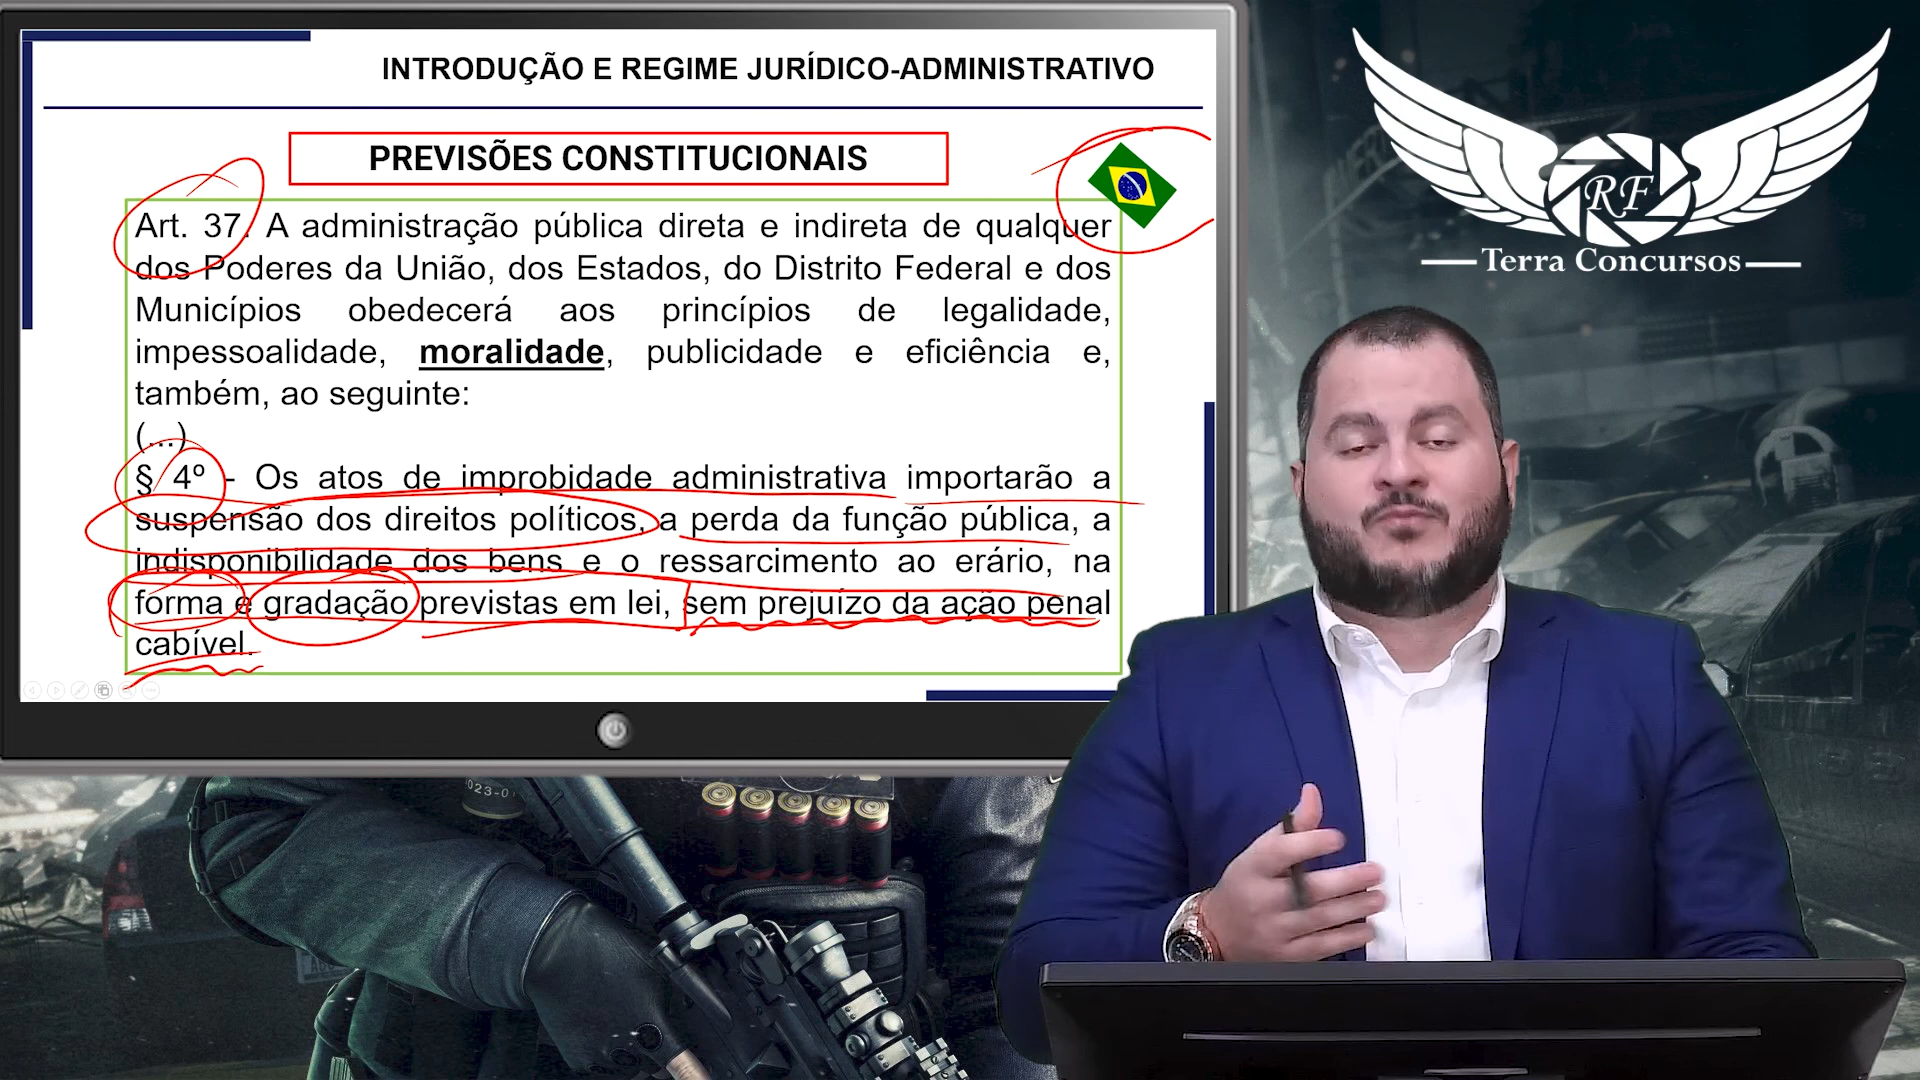 INTRODUÇÃO E REGIME JURÍDICO-ADMINISTRATIVO
PREVISÕES CONSTITUCIONAIS
Art. 37. A administração pública direta e indireta de qualquer
dos Poderes da União, dos Estados, do Distrito Federal e dos
Municípios obedecerá aos princípios de legalidade,
impessoalidade, moralidade, publicidade e eficiência e,
também, ao seguinte:
(...)
§ 4º - Os atos de improbidade administrativa importarão a
suspensão dos direitos políticos, a perda da função pública, a
indisponibilidade dos bens e o ressarcimento ao erário, na
forma e gradação previstas em lei, sem prejuízo da ação penal
cabível.
RF
Terra Concursos